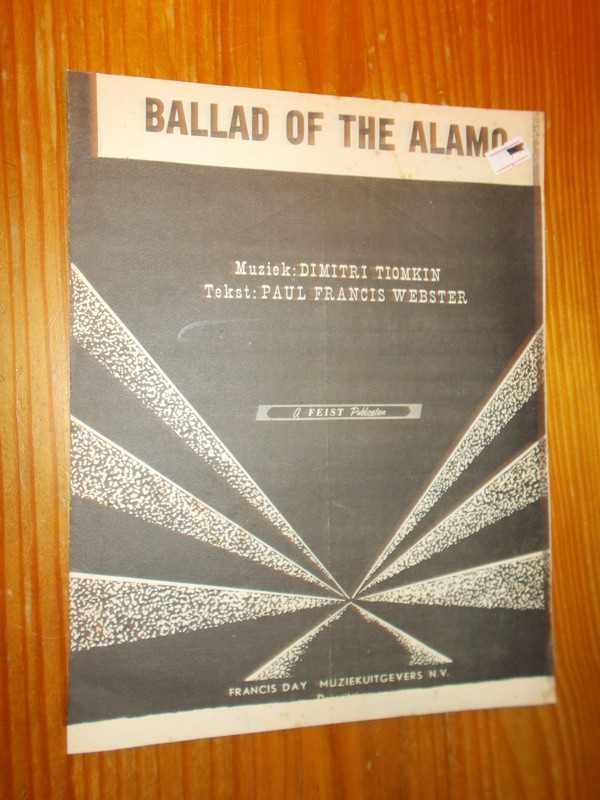 BALLAD OF THE ALAMO
Muziek: DIMITRI TIOMKIN
Tekst: PAUL FRANCIS WEBSTER
A FEIST Publication
FRANCIS DAY MUZIEKUITGEVERS N.V.